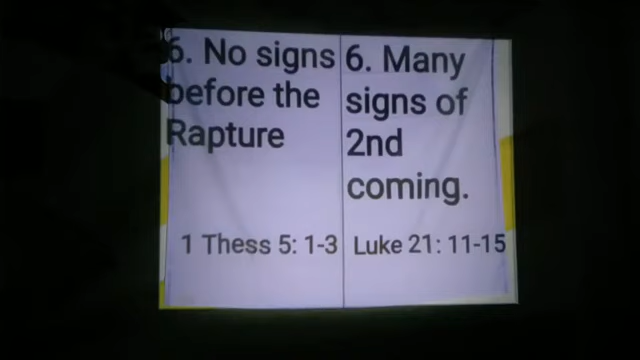 6. No signs
before the
Rapture
1 Thess 5: 1-3
6. Many
signs of
2nd
coming.
Luke 21: 11-15